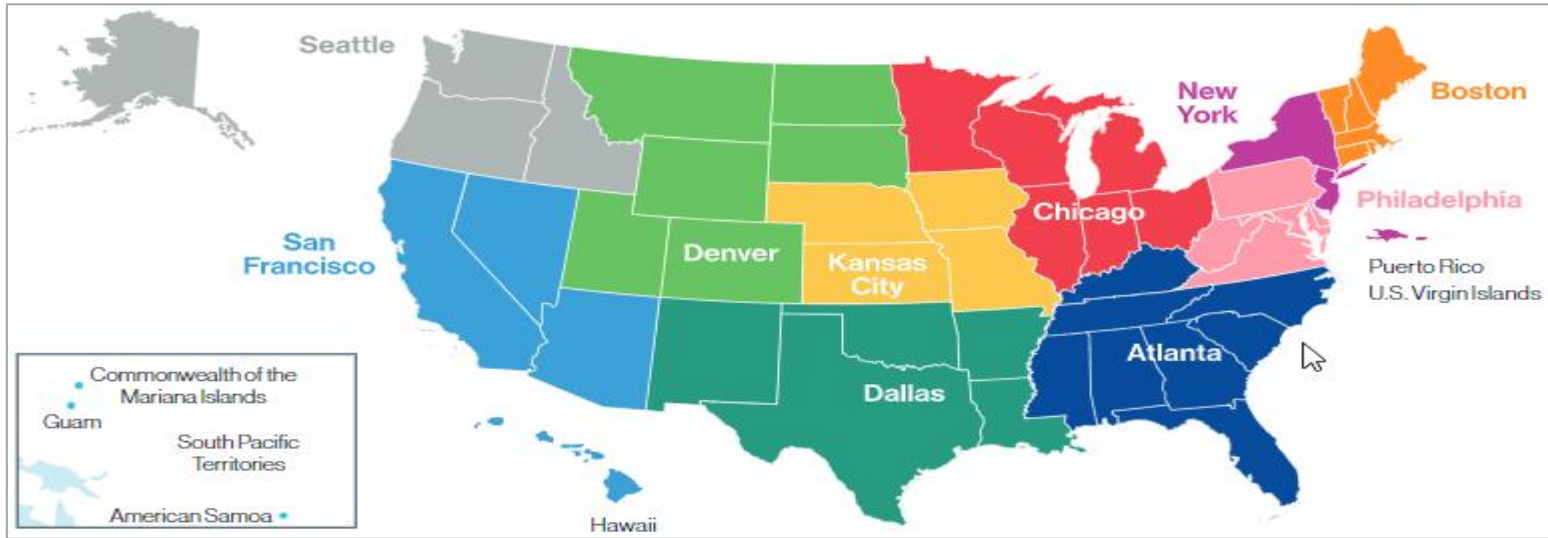 Seattle
New
York
Boston
Philadelphia
Chicago
San
Francisco
Denver
Kansas
City
Puerto Rico
U.S. Virgin Islands
Atlanta
Dallas
Commonwealth of the
Mariana Islands
Guam
South Pacific
Territories
American Samoa
Hawaii